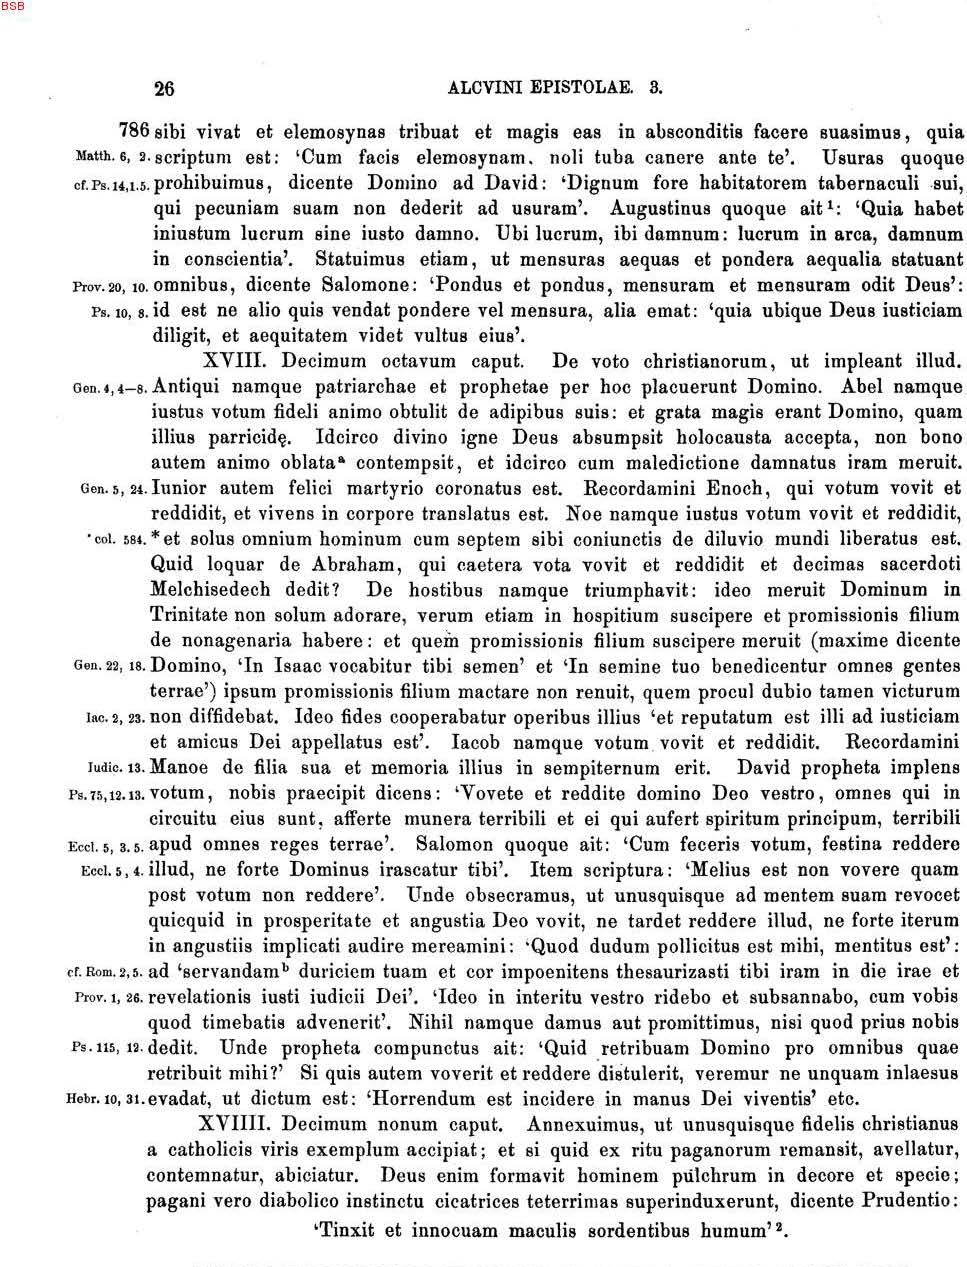 BSB
26 ALCVINI EPISTOLAE. 3.
786 sibi vivat et elemosynas tribuat et magis eas in absconditis facere suasimus, quia
Matth. 6, 2. scriptum est: ‘Cum facis elemosynam, noli tuba canere ante te’. Usuras quoque
cf. Ps. 14,1.5. prohibuimus, dicente Domino ad David: ‘Dignum fore habitatorem tabernaculi sui,
qui pecuniam suam non dederit ad usuram’. Augustinus quoque ait¹: ‘Quia habet
iniustum lucrum sine iusto damno. Ubi lucrum, ibi damnum: lucrum in arca, damnum
in conscientia’. Statuimus etiam, ut mensuras aequas et pondera aequalia statuant
Prov. 20, 10. omnibus, dicente Salomone: ‘Pondus et pondus, mensuram et mensuram odit Deus’:
Ps. 10, 8. id est ne alio quis vendat pondere vel mensura, alia emat: ‘quia ubique Deus iusticiam
diligit, et aequitatem videt vultus eius’.
XVIII. Decimum octavum caput. De voto christianorum, ut impleant illud.
Gen. 4, 4–8. Antiqui namque patriarchae et prophetae per hoc placuerunt Domino. Abel namque
iustus votum fideli animo obtulit de adipibus suis: et grata magis erant Domino, quam
illius parricidę. Idcirco divino igne Deus absumpsit holocausta accepta, non bono
autem animo oblataᵃ contempsit, et idcirco cum maledictione damnatus iram meruit.
Gen. 5, 24. Iunior autem felici martyrio coronatus est. Recordamini Enoch, qui votum vovit et
reddidit, et vivens in corpore translatus est. Noe namque iustus votum vovit et reddidit,
*col. 584. *et solus omnium hominum cum septem sibi coniunctis de diluvio mundi liberatus est.
Quid loquar de Abraham, qui caetera vota vovit et reddidit et decimas sacerdoti
Melchisedech dedit? De hostibus namque triumphavit: ideo meruit Dominum in
Trinitate non solum adorare, verum etiam in hospitium suscipere et promissionis filium
de nonagenaria habere: et quem promissionis filium suscipere meruit (maxime dicente
Gen. 22, 18. Domino, ‘In Isaac vocabitur tibi semen’ et ‘In semine tuo benedicentur omnes gentes
terrae’) ipsum promissionis filium mactare non renuit, quem procul dubio tamen victurum
Iac. 2, 23. non diffidebat. Ideo fides cooperabatur operibus illius ‘et reputatum est illi ad iusticiam
et amicus Dei appellatus est’. Iacob namque votum vovit et reddidit. Recordamini
Iudic. 13. Manoe de filia sua et memoria illius in sempiternum erit. David propheta implens
Ps. 75,12.13. votum, nobis praecipit dicens: ‘Vovete et reddite domino Deo vestro, omnes qui in
circuitu eius sunt, afferte munera terribili et ei qui aufert spiritum principum, terribili
Eccl. 5, 3. 5. apud omnes reges terrae’. Salomon quoque ait: ‘Cum feceris votum, festina reddere
Eccl. 5, 4. illud, ne forte Dominus irascatur tibi’. Item scriptura: ‘Melius est non vovere quam
post votum non reddere’. Unde obsecramus, ut unusquisque ad mentem suam revocet
quicquid in prosperitate et angustia Deo vovit, ne tardet reddere illud, ne forte iterum
in angustiis implicati audire mereamini: ‘Quod dudum pollicitus est mihi, mentitus est’:
cf. Rom. 2, 5. ad ‘servandamᵇ duriciem tuam et cor impoenitens thesaurizasti tibi iram in die irae et
Prov. 1, 26. revelationis iusti iudicii Dei’. ‘Ideo in interitu vestro ridebo et subsannabo, cum vobis
quod timebatis advenerit’. Nihil namque damus aut promittimus, nisi quod prius nobis
Ps. 115, 12. dedit. Unde propheta compunctus ait: ‘Quid retribuam Domino pro omnibus quae
retribuit mihi?’ Si quis autem voverit et reddere distulerit, veremur ne unquam inlaesus
Hebr. 10, 31. evadat, ut dictum est: ‘Horrendum est incidere in manus Dei viventis’ etc.
XVIIII. Decimum nonum caput. Annexuimus, ut unusquisque fidelis christianus
a catholicis viris exemplum accipiat; et si quid ex ritu paganorum remansit, avellatur,
contemnatur, abiciatur. Deus enim formavit hominem pulchrum in decore et specie;
pagani vero diabolico instinctu cicatrices teterrimas superinduxerunt, dicente Prudentio:
‘Tinxit et innocuam maculis sordentibus humum’².